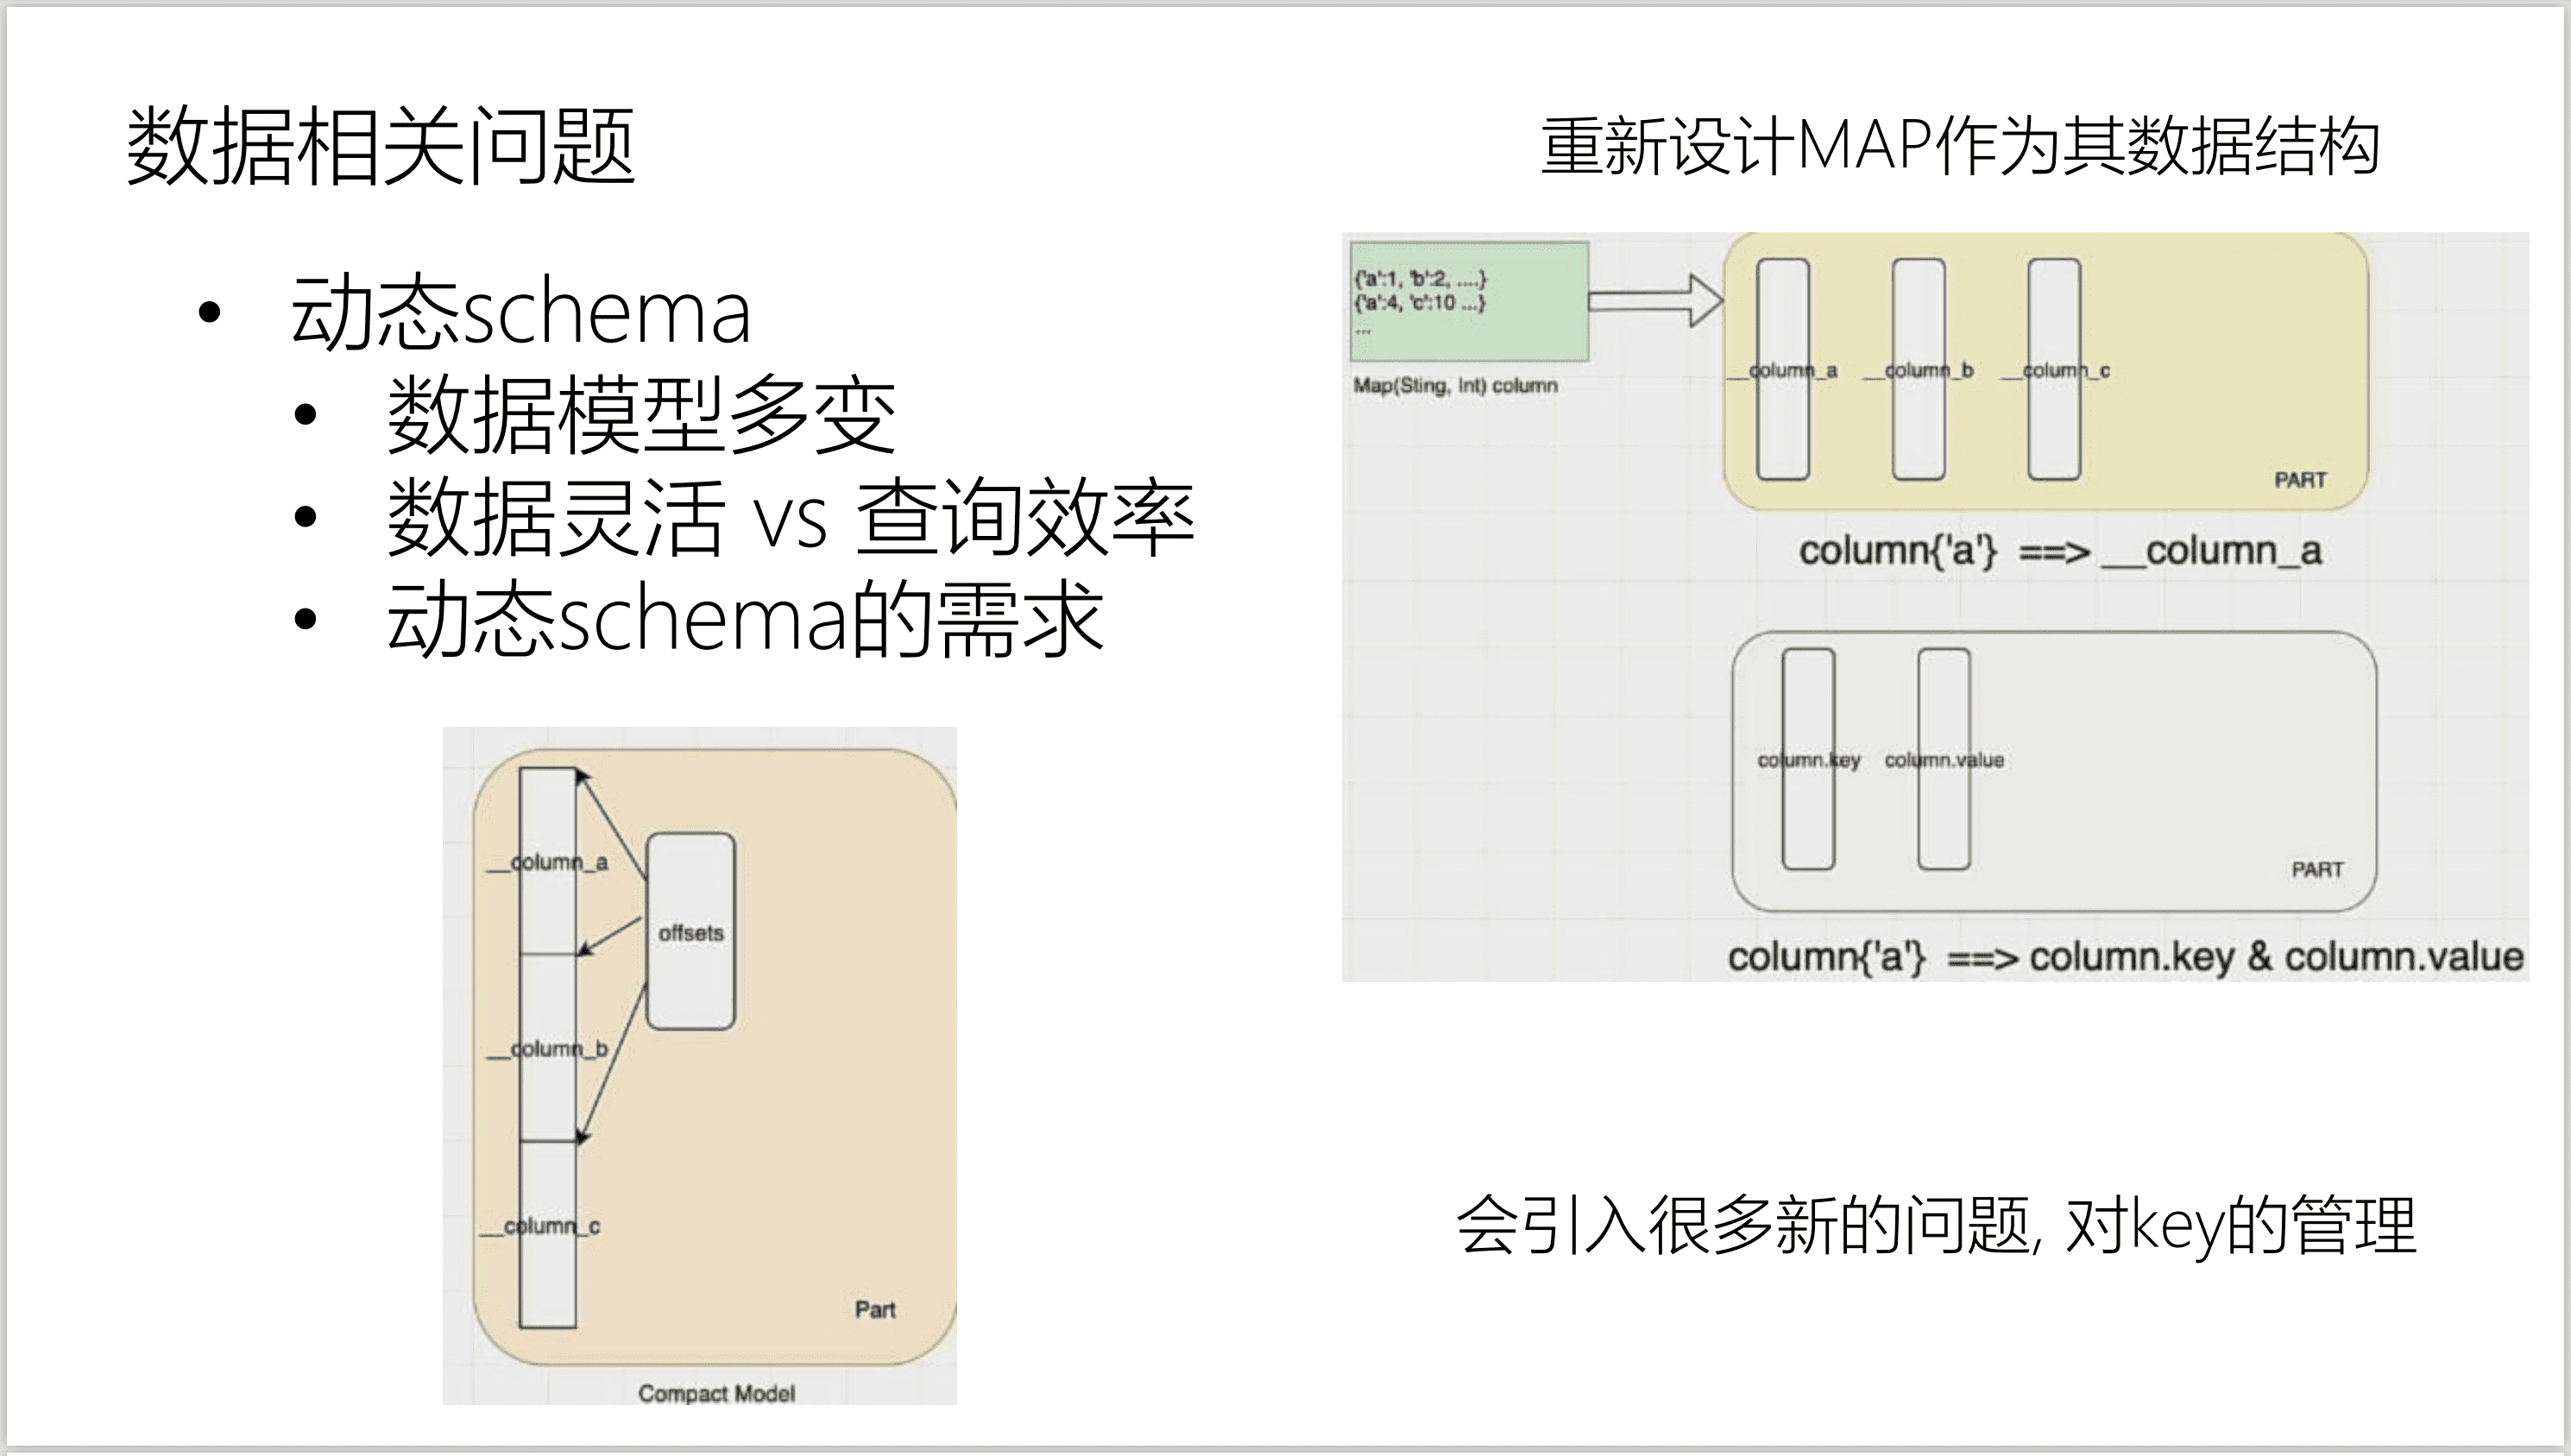 数据相关问题
• 动态schema
• 数据模型多变
• 数据灵活 vs 查询效率
• 动态schema的需求
__column_a
offsets
__column_b
__column_c
Part
Compact Model
重新设计MAP作为其数据结构
{'a':1, 'b':2, ....}
{'a':4, 'c':10 ...}
...
Map(Sting, Int) column
__column_a __column_b __column_c
PART
column{'a'} ==> __column_a
column.key column.value
PART
column{'a'} ==> column.key & column.value
会引入很多新的问题, 对key的管理